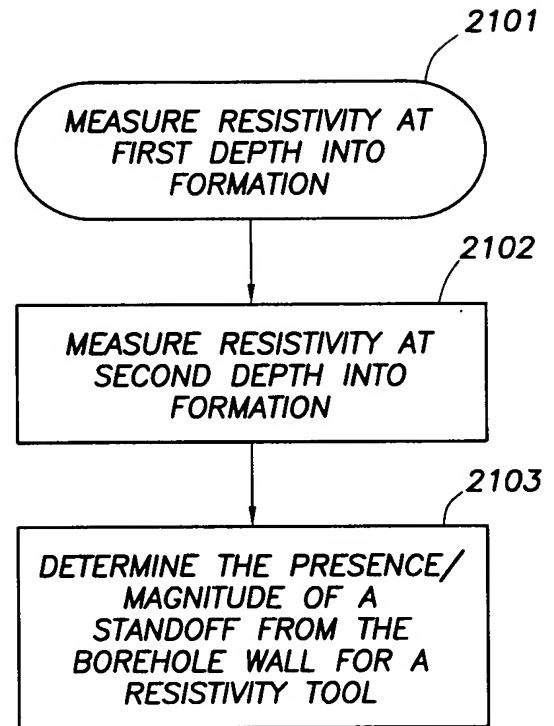 2101
MEASURE RESISTIVITY AT
FIRST DEPTH INTO
FORMATION
2102
MEASURE RESISTIVITY AT
SECOND DEPTH INTO
FORMATION
2103
DETERMINE THE PRESENCE/
MAGNITUDE OF A
STANDOFF FROM THE
BOREHOLE WALL FOR A
RESISTIVITY TOOL